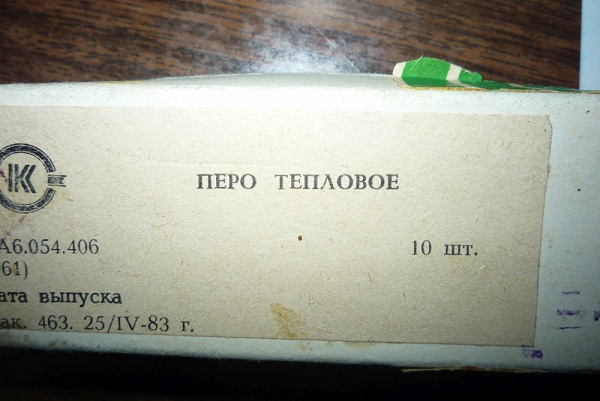 К
ПЕРО ТЕПЛОВОЕ
А6.054.406 10 шт.
61)
ата выпуска
ак. 463. 25/IV-83 г.